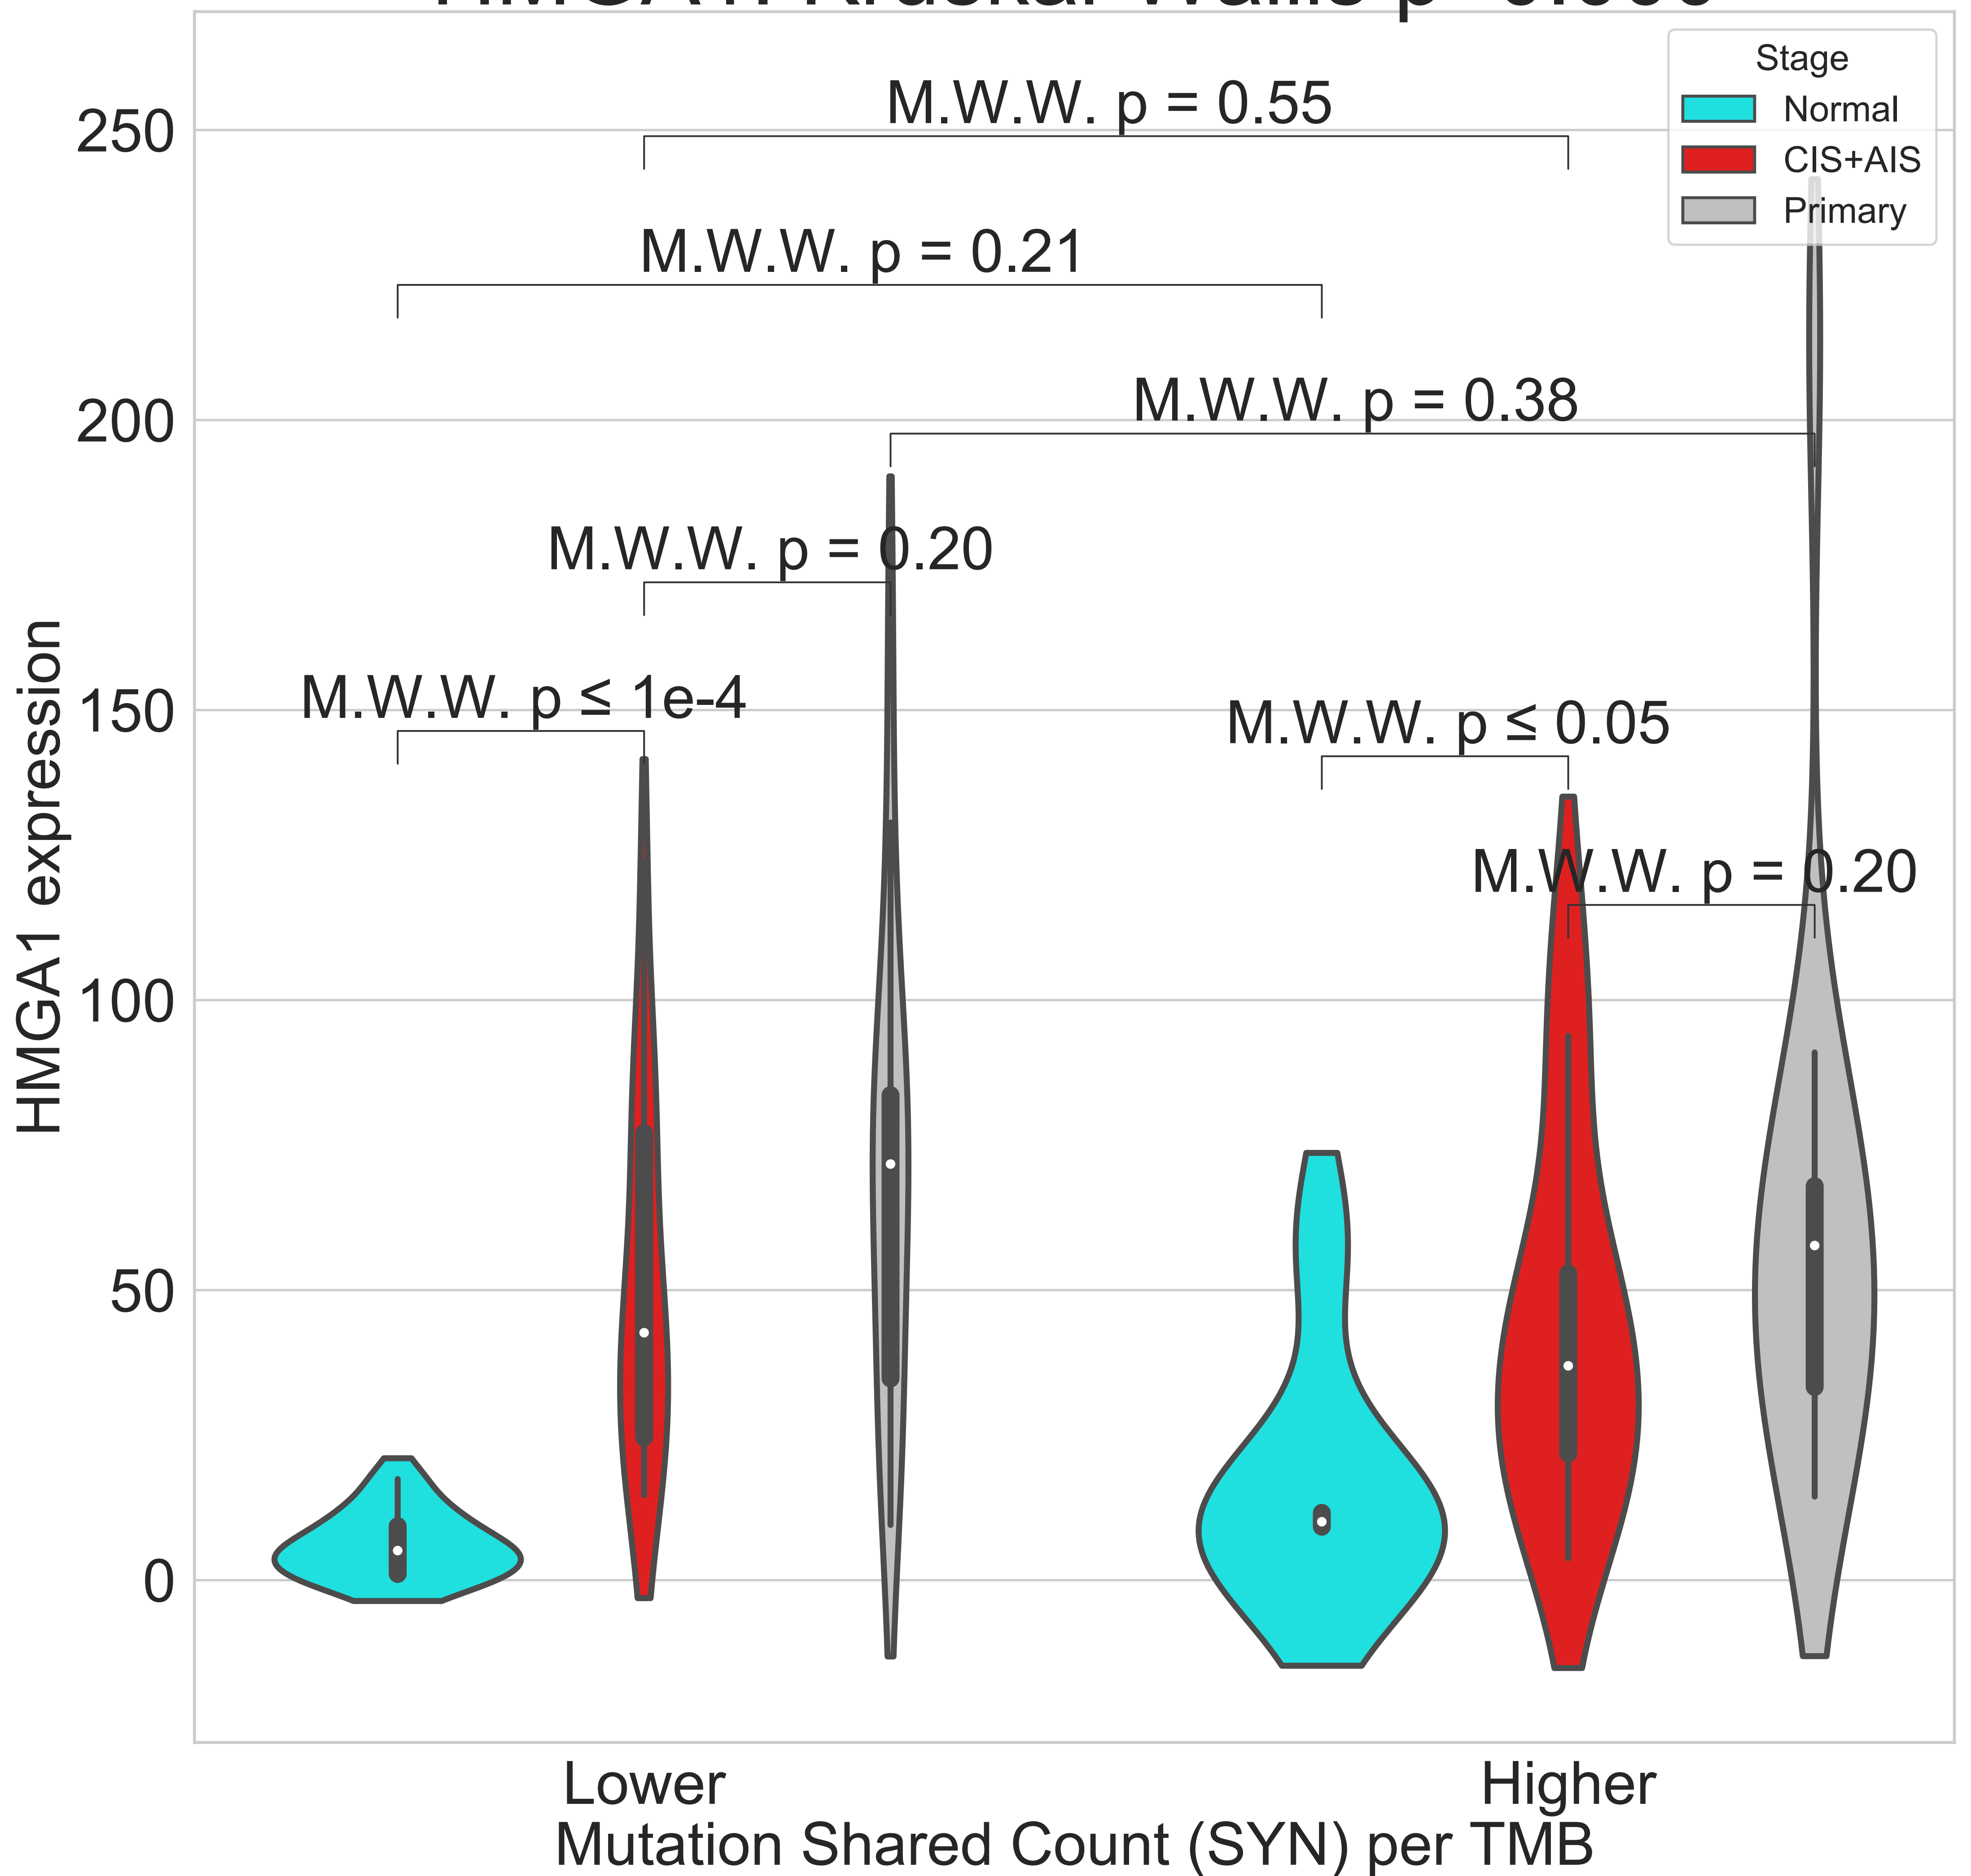 Stage
Normal
CIS+AIS
Primary
M.W.W. p = 0.55
M.W.W. p = 0.21
M.W.W. p = 0.38
M.W.W. p = 0.20
M.W.W. p ≤ 1e-4
M.W.W. p ≤ 0.05
M.W.W. p = 0.20
250
200
150
100
50
0
HMGA1 expression
Lower
Higher
Mutation Shared Count (SYN) per TMB